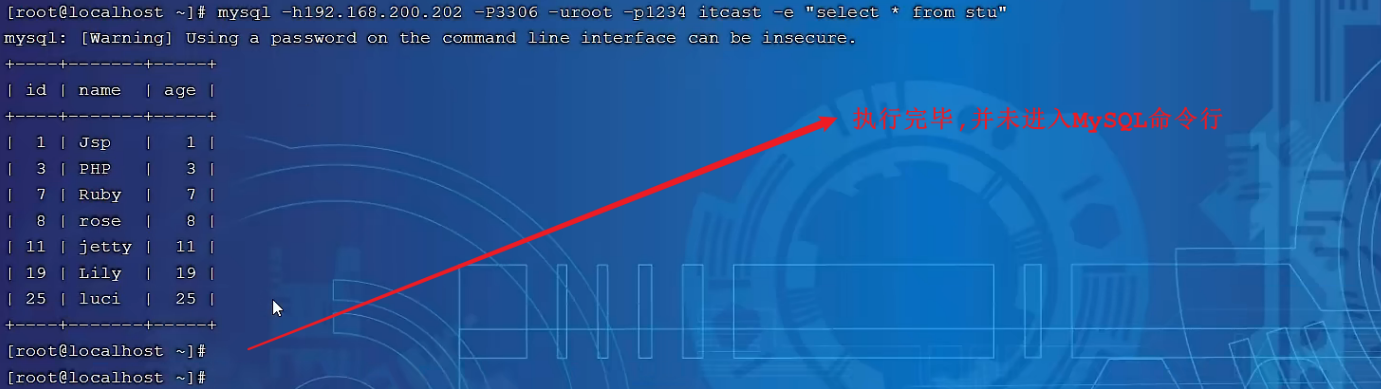 [root@localhost ~]# mysql -h192.168.200.202 -P3306 -uroot -p1234 itcast -e "select * from stu"
mysql: [Warning] Using a password on the command line interface can be insecure.
+----+-------+-----+
| id | name  | age |
+----+-------+-----+
|  1 | Jsp   |   1 |
|  3 | PHP   |   3 |
|  7 | Ruby  |   7 |
|  8 | rose  |   8 |
| 11 | jetty |  11 |
| 19 | Lily  |  19 |
| 25 | luci  |  25 |
+----+-------+-----+
[root@localhost ~]#
[root@localhost ~]#
执行完毕,并未进入MySQL命令行